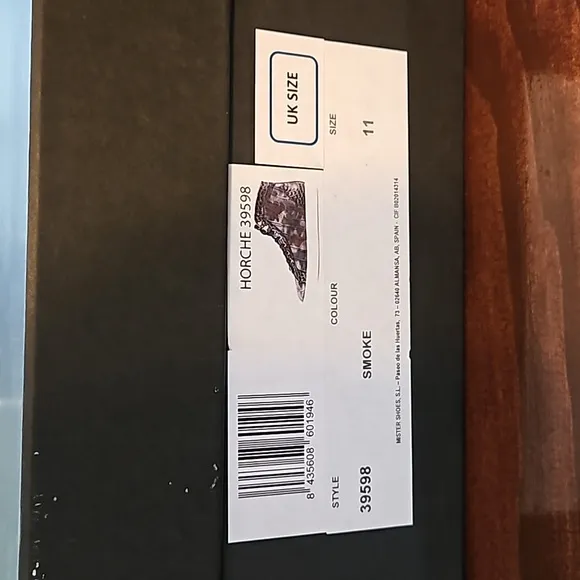 UK SIZE
HORCHE 39598
8 435608 601946
STYLE COLOUR SIZE
39598 SMOKE 11
MISTER SHOES, S.L. – Paseo de las Huertas, 73 – 02640 ALMANSA, AB, SPAIN - CIF B02014314